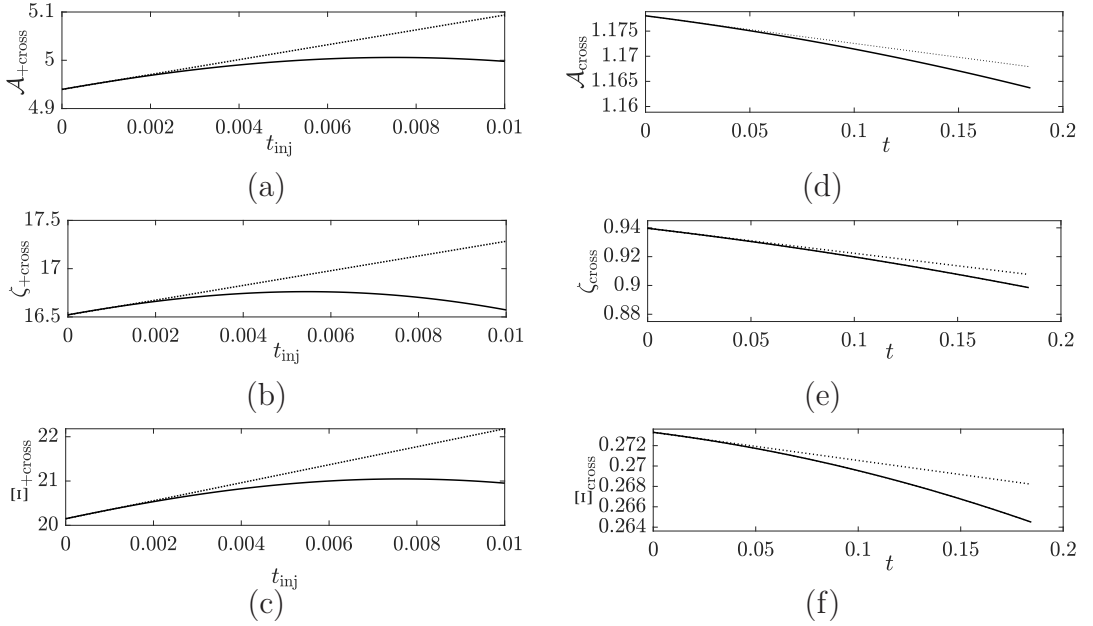 5.1
5
4.9
𝒜+cross
0 0.002 0.004 0.006 0.008 0.01
t_inj
(a)
1.175
1.17
1.165
1.16
𝒜cross
0 0.05 0.1 0.15 0.2
t
(d)
17.5
17
16.5
ζ+cross
0 0.002 0.004 0.006 0.008 0.01
t_inj
(b)
0.94
0.92
0.9
0.88
ζcross
0 0.05 0.1 0.15 0.2
t
(e)
22
21
20
Ξ+cross
0 0.002 0.004 0.006 0.008 0.01
t_inj
(c)
0.272
0.27
0.268
0.266
0.264
Ξcross
0 0.05 0.1 0.15 0.2
t
(f)